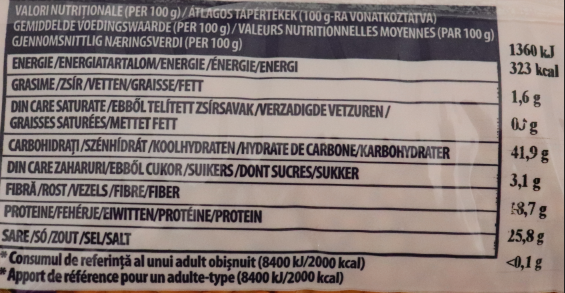 VALORI NUTRIȚIONALE (PER 100 g) / ÁTLAGOS TÁPÉRTÉKEK (100 g-RA VONATKOZTATVA)
GEMIDDELDE VOEDINGSWAARDE (PER 100 g) / VALEURS NUTRITIONNELLES MOYENNES (PAR 100 g)
GJENNOMSNITTLIG NÆRINGSVERDI (PER 100 g)
ENERGIE/ENERGIATARTALOM/ENERGIE/ÉNERGIE/ENERGI 1360 kJ
323 kcal
GRASIME/ZSÍR/VETTEN/GRAISSE/FETT 1,6 g
DIN CARE SATURATE/EBBŐL TELÍTETT ZSÍRSAVAK/VERZADIGDE VETZUREN/
GRAISSES SATURÉES/METTET FETT g
CARBOHIDRAȚI/SZÉNHÍDRÁT/KOOLHYDRATEN/HYDRATE DE CARBONE/KARBOHYDRATER 41,9 g
DIN CARE ZAHARURI/EBBŐL CUKOR/SUIKERS/DONT SUCRES/SUKKER 3,1 g
FIBRĂ/ROST/VEZELS/FIBRE/FIBER 8,7 g
PROTEINE/FEHÉRJE/EIWITTEN/PROTÉINE/PROTEIN 25,8 g
SARE/SÓ/ZOUT/SEL/SALT <0,1 g
* Consumul de referință al unui adult obișnuit (8400 kJ/2000 kcal)
* Apport de référence pour un adulte-type (8400 kJ/2000 kcal)